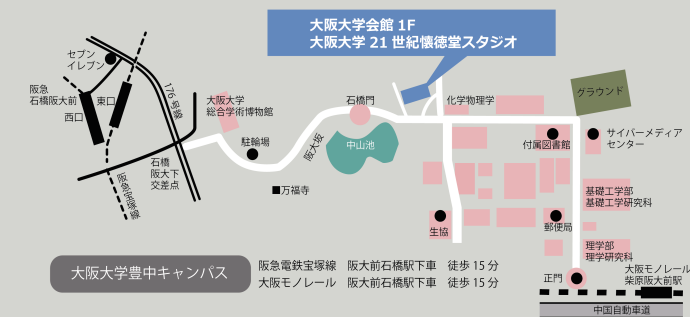 大阪大学会館 1F
大阪大学 21 世紀懐徳堂スタジオ
セブン
イレブン
阪急
石橋阪大前
西口
東口
176 号線
大阪大学
総合学術博物館
石橋門
化学物理学
グラウンド
駐輪場
阪大坂
中山池
付属図書館
サイバーメディア
センター
石橋
阪大下
交差点
阪急宝塚線
■万福寺
基礎工学部
基礎工学研究科
生協
郵便局
理学部
理学研究科
大阪大学豊中キャンパス
阪急電鉄宝塚線 阪大前石橋駅下車 徒歩 15 分
大阪モノレール 阪大前石橋駅下車 徒歩 15 分
正門
大阪モノレール
柴原阪大前駅
中国自動車道